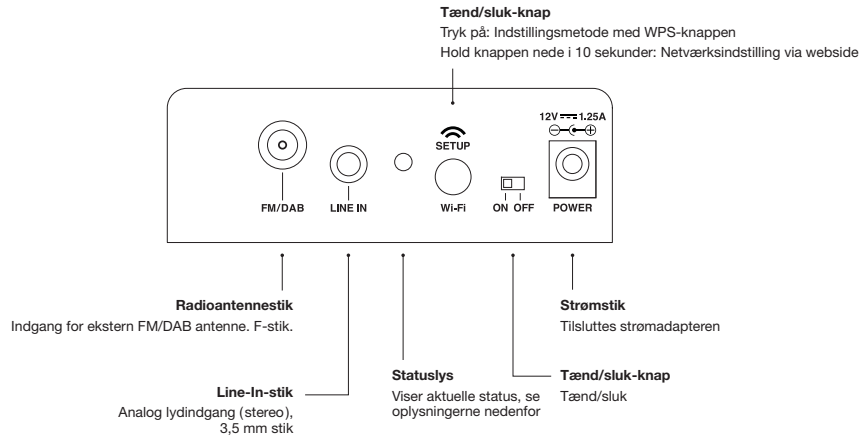 Tænd/sluk-knap
Tryk på: Indstillingsmetode med WPS-knappen
Hold knappen nede i 10 sekunder: Netværksindstilling via webside
12V ⎓ 1.25A
SETUP
FM/DAB
LINE IN
Wi-Fi
ON OFF
POWER
Radioantennestik
Indgang for ekstern FM/DAB antenne. F-stik.
Strømstik
Tilsluttes strømadapteren
Line-In-stik
Analog lydindgang (stereo),
3,5 mm stik
Statuslys
Viser aktuelle status, se
oplysningerne nedenfor
Tænd/sluk-knap
Tænd/sluk